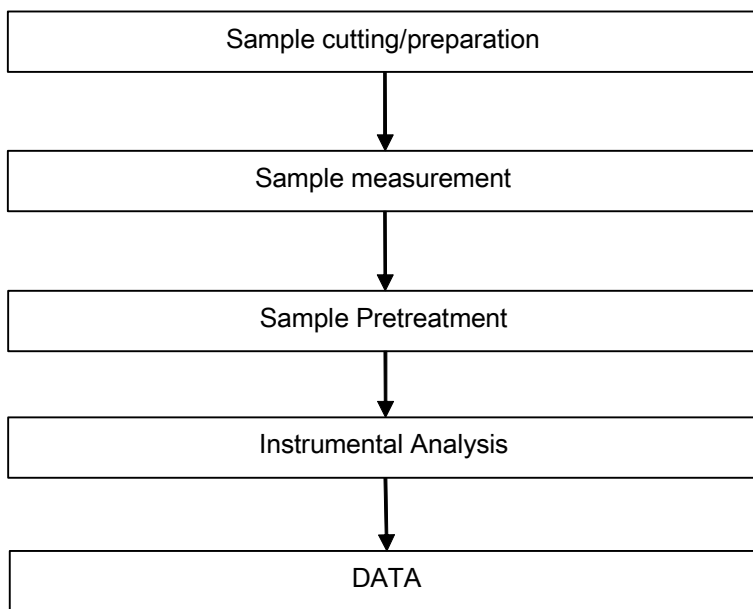 Sample cutting/preparation
Sample measurement
Sample Pretreatment
Instrumental Analysis
DATA